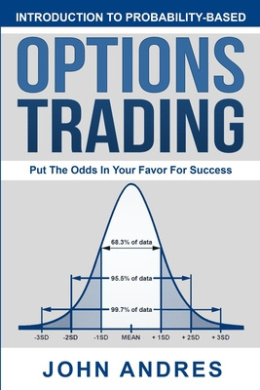 INTRODUCTION TO PROBABILITY-BASED
OPTIONS
TRADING
Put The Odds In Your Favor For Success
68.3% of data
95.5% of data
99.7% of data
-3SD -2SD -1SD MEAN + 1SD + 2SD + 3SD
JOHN ANDRES